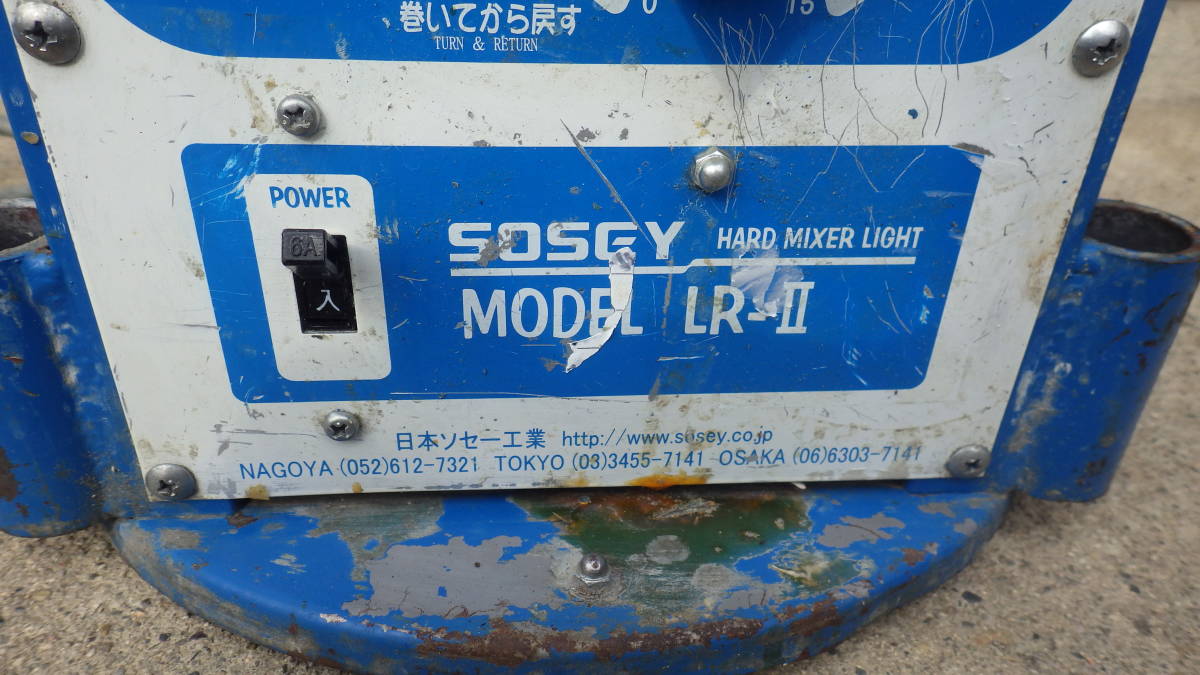 巻いてから戻す
TURN & RETURN
0 15
POWER
6A
入
SOSEY HARD MIXER LIGHT
MODEL LR-II
日本ソセー工業 http://www.sosey.co.jp
NAGOYA (052)612-7321 TOKYO (03)3455-7141 OSAKA (06)6303-7141